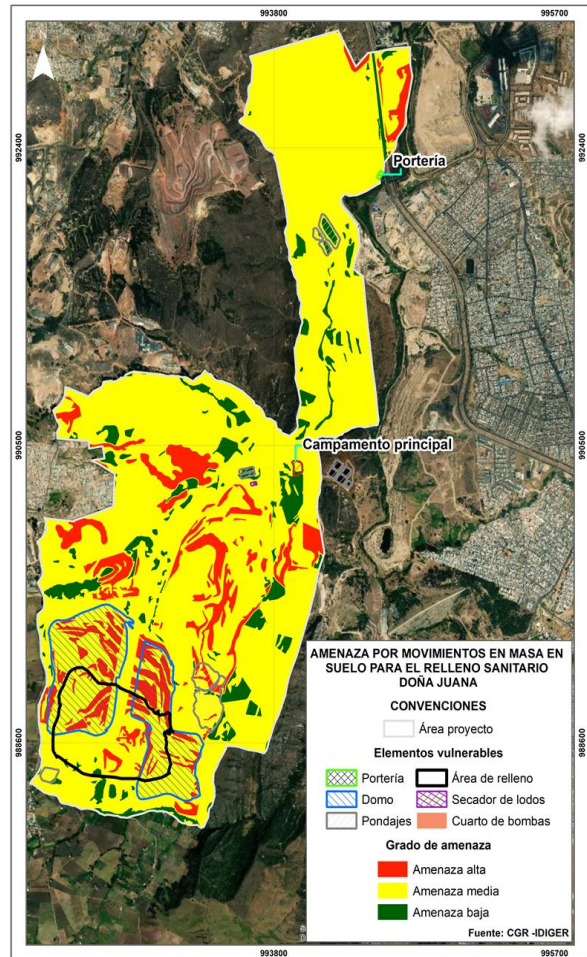 993800
995700
992400
992400
Portería
990500
990500
Campamento principal
988600
988600
AMENAZA POR MOVIMIENTOS EN MASA EN
SUELO PARA EL RELLENO SANITARIO
DOÑA JUANA
CONVENCIONES
Área proyecto
Elementos vulnerables
Portería
Área de relleno
Domo
Secador de lodos
Pondajes
Cuarto de bombas
Grado de amenaza
Amenaza alta
Amenaza media
Amenaza baja
Fuente: CGR -IDIGER
993800
995700